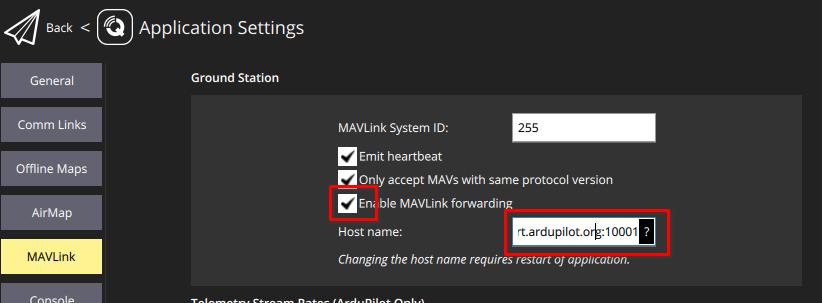 Back < Application Settings
General
Comm Links
Offline Maps
AirMap
MAVLink
Console
Ground Station
MAVLink System ID: 255
Emit heartbeat
Only accept MAVs with same protocol version
Enable MAVLink forwarding
Host name: rt.ardupilot.org:10001 ?
Changing the host name requires restart of application.
Telemetry Stream Rates (ArduPilot Only)